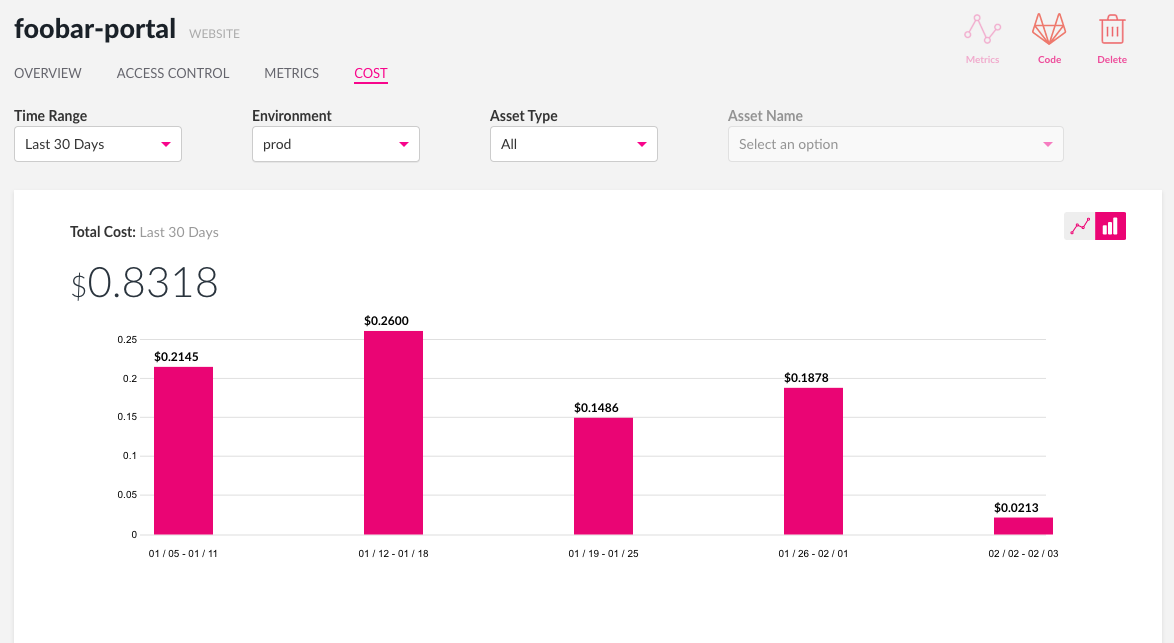 foobar-portal WEBSITE
Metrics Code Delete
OVERVIEW ACCESS CONTROL METRICS COST
Time Range Environment Asset Type Asset Name
Last 30 Days prod All Select an option
Total Cost: Last 30 Days
$0.8318
$0.2600
0.25
$0.2145
0.2
$0.1878
$0.1486
0.15
0.1
0.05
$0.0213
0
01 / 05 - 01 / 11 01 / 12 - 01 / 18 01 / 19 - 01 / 25 01 / 26 - 02 / 01 02 / 02 - 02 / 03